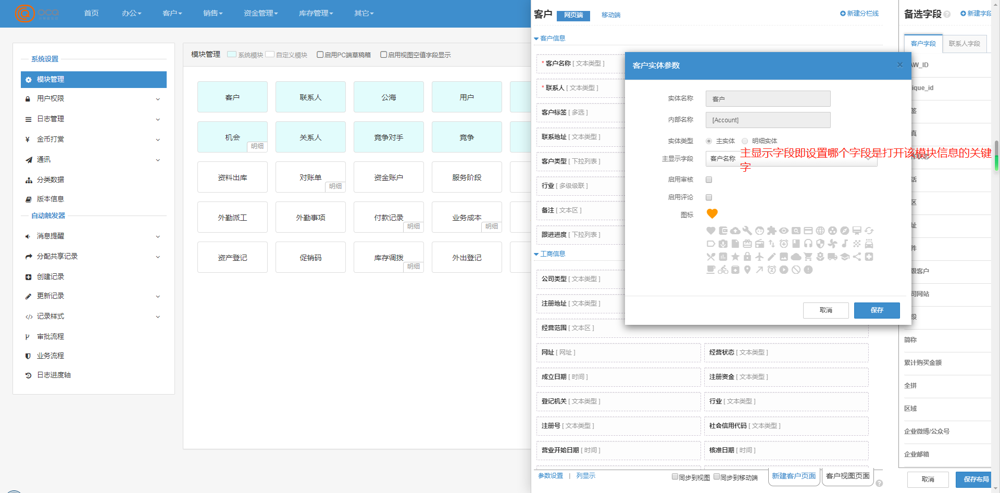 oca
首页
办公
客户
销售
资金管理
库存管理
其它
系统设置
模块管理
用户权限
日志管理
金币打赏
通讯
分类数据
版本信息
自动触发器
消息提醒
分配共享记录
创建记录
更新记录
记录样式
审批流程
业务流程
日志进度轴
模块管理 系统模块 自定义模块 启用PC端草稿箱 启用视图空值字段显示
客户 联系人 公海 用户
机会 明细 关系人 竞争对手 竞争
资料出库 对账单 明细 资金账户 服务阶段
外勤派工 外勤事项 付款记录 明细 业务成本 明细
资产登记 促销码 库存调拨 明细 外出登记
客户 网页端 移动端 新建分栏线
客户信息
* 客户名称 [ 文本类型 ]
* 联系人 [ 文本类型 ]
客户标签 [ 多选 ]
联系地址 [ 文本类型 ]
客户类型 [ 下拉列表 ]
行业 [ 多级级联 ]
备注 [ 文本区 ]
跟进进度 [ 下拉列表 ]
工商信息
公司类型 [ 文本类型 ]
注册地址 [ 文本类型 ]
经营范围 [ 文本区 ]
网址 [ 网址 ] 经营状态 [ 文本类型 ]
成立日期 [ 时间 ] 注册资金 [ 文本类型 ]
登记机关 [ 文本类型 ] 行业 [ 文本类型 ]
注册号 [ 文本类型 ] 社会信用代码 [ 文本类型 ]
营业开始日期 [ 时间 ] 核准日期 [ 时间 ]
参数设置 | 列显示
同步到视图 同步到移动端
新建客户页面 客户视图页面
客户实体参数 ×
实体名称 客户
内部名称 [Account]
实体类型 主实体 明细实体
主显示字段 客户名称
主显示字段即设置哪个字段是打开该模块信息的关键
字
启用审核
启用评论
图标
取消 保存
备选字段 新建字段
客户字段 联系人字段
AW_ID
ique_id
签
真
话
区
址
件
级客户
司网站
段
简称
累计购买金额
全拼
区域
企业微博/公众号
企业邮箱
取消 保存布局